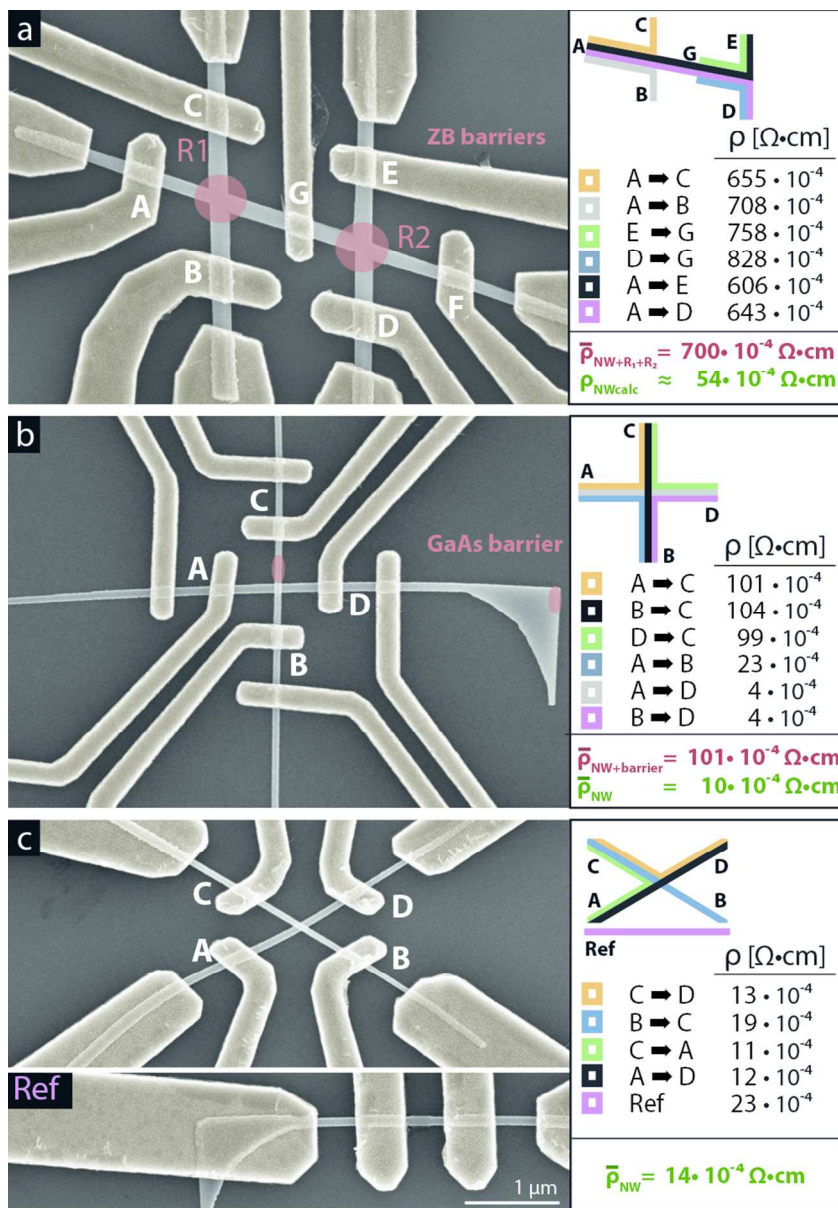 a
C
R1
ZB barriers
A
G
E
R2
B
F
D
C
A
E
G
B
D
ρ [Ω•cm]
A ➡ C 655 • 10⁻⁴
A ➡ B 708 • 10⁻⁴
E ➡ G 758 • 10⁻⁴
D ➡ G 828 • 10⁻⁴
A ➡ E 606 • 10⁻⁴
A ➡ D 643 • 10⁻⁴
ρ̅NW+R₁+R₂ = 700• 10⁻⁴ Ω•cm
ρNWcalc ≈ 54• 10⁻⁴ Ω•cm
b
C
GaAs barrier
A
D
B
C
A
D
B
ρ [Ω•cm]
A ➡ C 101 • 10⁻⁴
B ➡ C 104 • 10⁻⁴
D ➡ C 99 • 10⁻⁴
A ➡ B 23 • 10⁻⁴
A ➡ D 4 • 10⁻⁴
B ➡ D 4 • 10⁻⁴
ρ̅NW+barrier = 101• 10⁻⁴ Ω•cm
ρ̅NW = 10• 10⁻⁴ Ω•cm
c
C
D
A
B
Ref
1 µm
C
D
A
B
Ref
ρ [Ω•cm]
C ➡ D 13 • 10⁻⁴
B ➡ C 19 • 10⁻⁴
C ➡ A 11 • 10⁻⁴
A ➡ D 12 • 10⁻⁴
Ref 23 • 10⁻⁴
ρ̅NW = 14• 10⁻⁴ Ω•cm